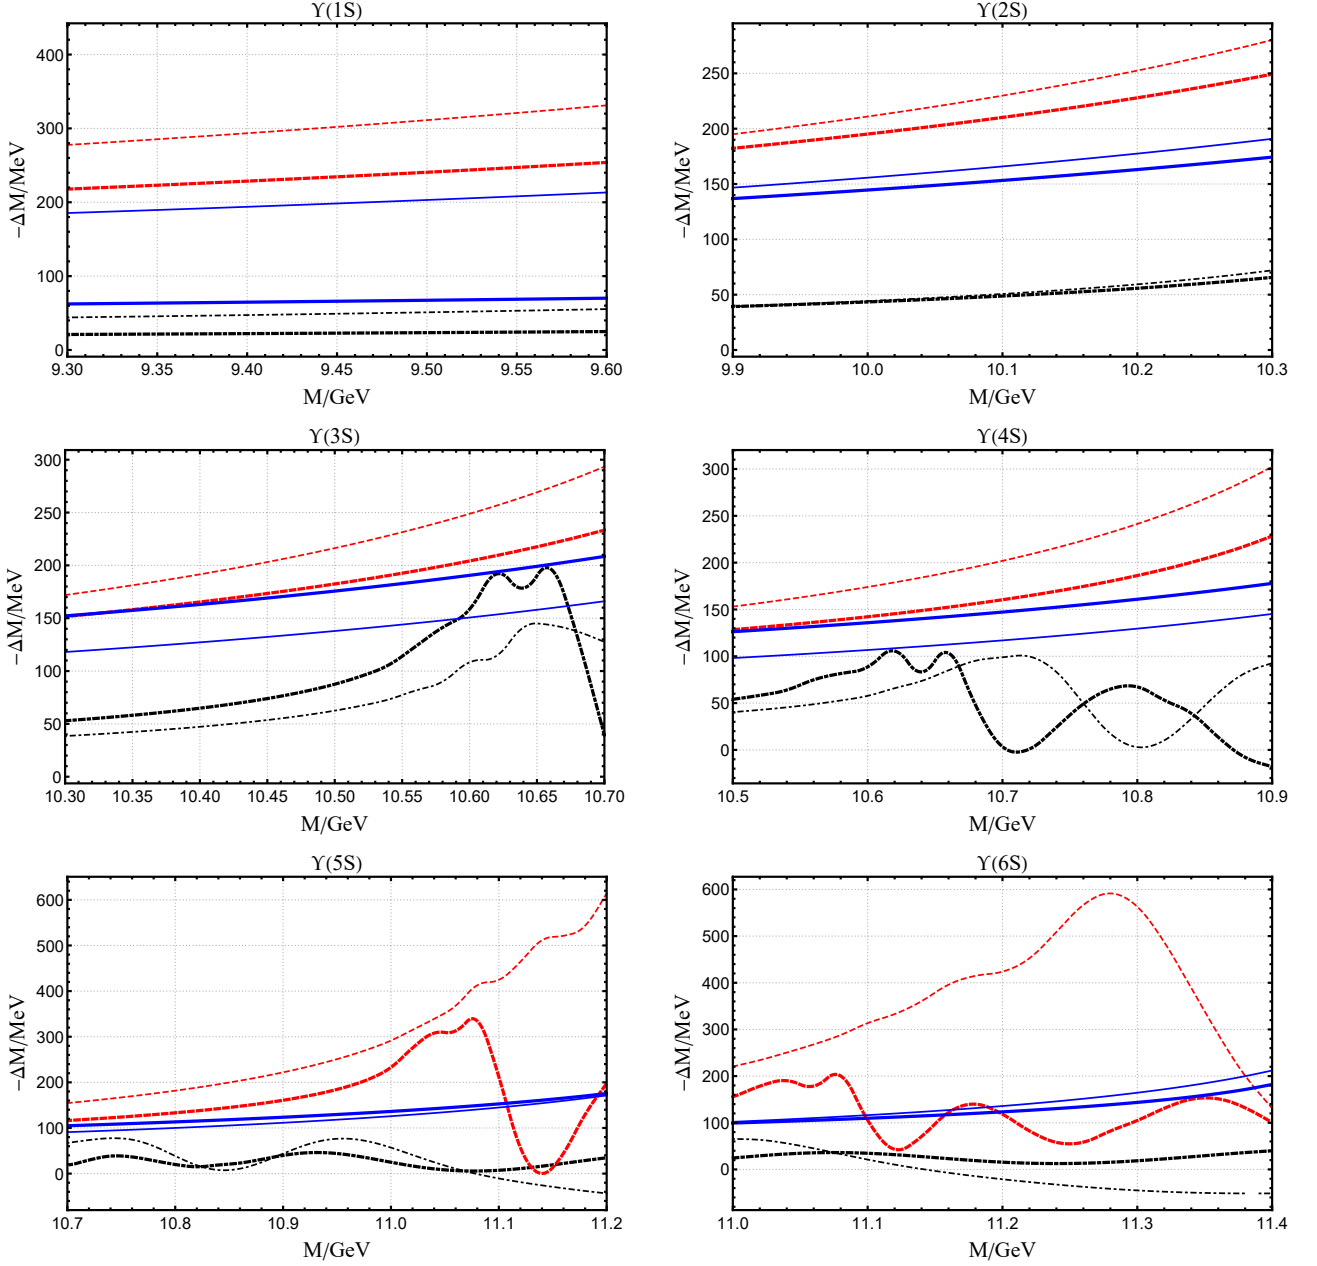 ϒ(1S)
−ΔM/MeV
400
300
200
100
0
9.30 9.35 9.40 9.45 9.50 9.55 9.60
M/GeV
ϒ(2S)
−ΔM/MeV
250
200
150
100
50
0
9.9 10.0 10.1 10.2 10.3
M/GeV
ϒ(3S)
−ΔM/MeV
300
250
200
150
100
50
0
10.30 10.35 10.40 10.45 10.50 10.55 10.60 10.65 10.70
M/GeV
ϒ(4S)
−ΔM/MeV
300
250
200
150
100
50
0
10.5 10.6 10.7 10.8 10.9
M/GeV
ϒ(5S)
−ΔM/MeV
600
500
400
300
200
100
0
10.7 10.8 10.9 11.0 11.1 11.2
M/GeV
ϒ(6S)
−ΔM/MeV
600
500
400
300
200
100
0
11.0 11.1 11.2 11.3 11.4
M/GeV